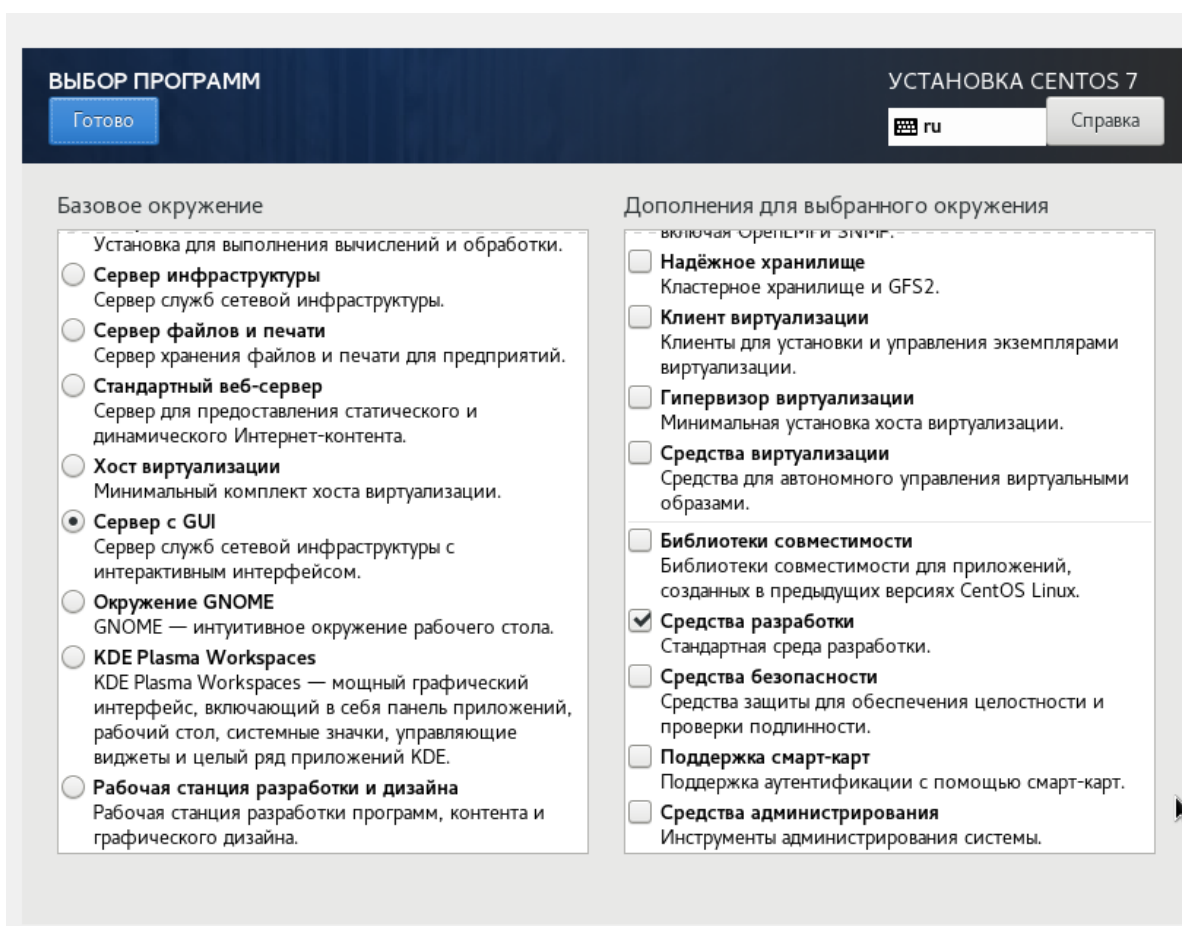 ВЫБОР ПРОГРАММ
Готово
УСТАНОВКА CENTOS 7
ru
Справка
Базовое окружение
Установка для выполнения вычислений и обработки.
Сервер инфраструктуры
Сервер служб сетевой инфраструктуры.
Сервер файлов и печати
Сервер хранения файлов и печати для предприятий.
Стандартный веб-сервер
Сервер для предоставления статического и
динамического Интернет-контента.
Хост виртуализации
Минимальный комплект хоста виртуализации.
Сервер с GUI
Сервер служб сетевой инфраструктуры с
интерактивным интерфейсом.
Окружение GNOME
GNOME — интуитивное окружение рабочего стола.
KDE Plasma Workspaces
KDE Plasma Workspaces — мощный графический
интерфейс, включающий в себя панель приложений,
рабочий стол, системные значки, управляющие
виджеты и целый ряд приложений KDE.
Рабочая станция разработки и дизайна
Рабочая станция разработки программ, контента и
графического дизайна.
Дополнения для выбранного окружения
включая OpenLMI и SNMP.
Надёжное хранилище
Кластерное хранилище и GFS2.
Клиент виртуализации
Клиенты для установки и управления экземплярами
виртуализации.
Гипервизор виртуализации
Минимальная установка хоста виртуализации.
Средства виртуализации
Средства для автономного управления виртуальными
образами.
Библиотеки совместимости
Библиотеки совместимости для приложений,
созданных в предыдущих версиях CentOS Linux.
Средства разработки
Стандартная среда разработки.
Средства безопасности
Средства защиты для обеспечения целостности и
проверки подлинности.
Поддержка смарт-карт
Поддержка аутентификации с помощью смарт-карт.
Средства администрирования
Инструменты администрирования системы.